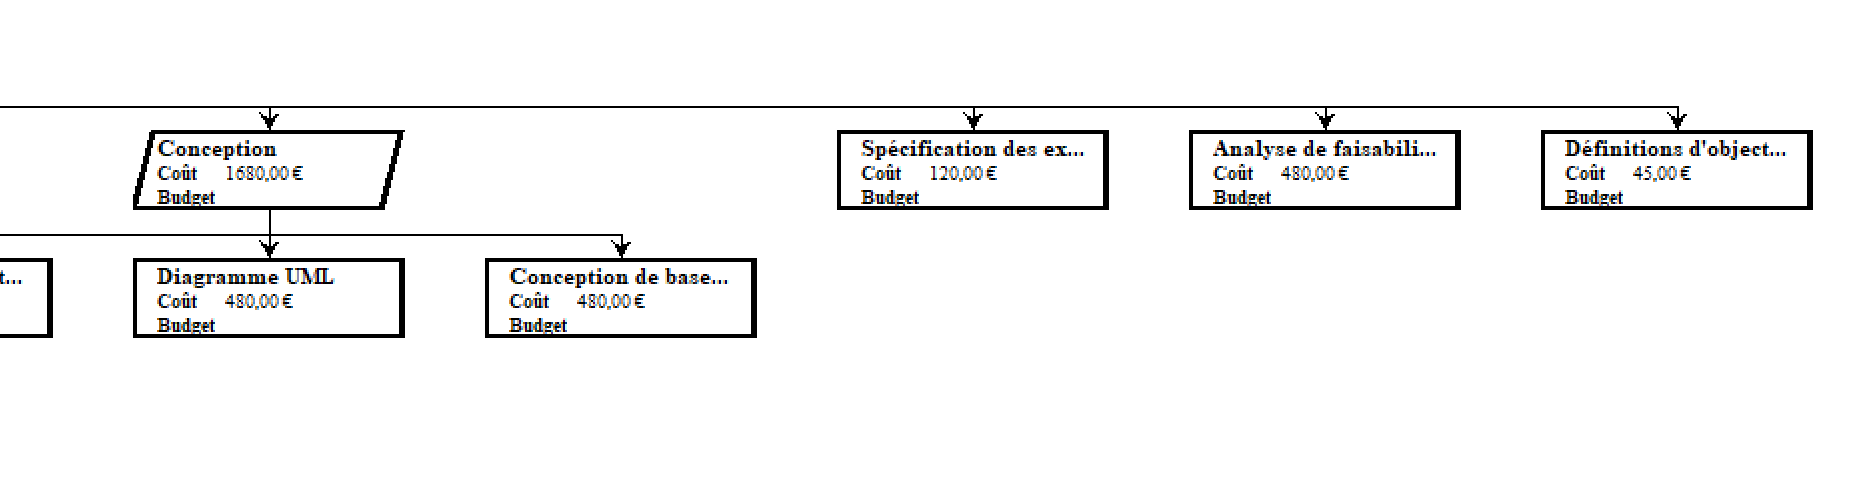 Conception
Coût 1680,00 €
Budget
Spécification des ex...
Coût 120,00 €
Budget
Analyse de faisabili...
Coût 480,00 €
Budget
Définitions d'object...
Coût 45,00 €
Budget
t...
Diagramme UML
Coût 480,00 €
Budget
Conception de base...
Coût 480,00 €
Budget